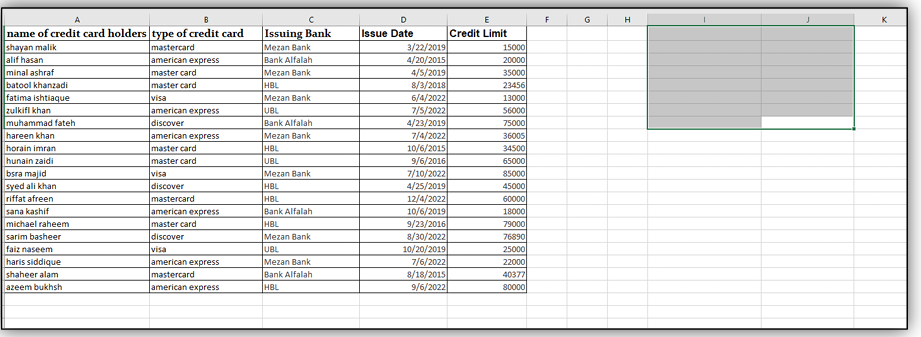 A B C D E F G H I J K
name of credit card holders type of credit card Issuing Bank Issue Date Credit Limit
shayan malik mastercard Mezan Bank 3/22/2019 15000
alif hasan american express Bank Alfasan 4/20/2015 20000
minal ashraf master card Mezan Bank 4/5/2019 35000
batool khanzadi master card HBL 8/3/2018 23456
fatima ishtiaque visa Mezan Bank 6/4/2022 13000
zulkifl khan american express UBL 7/5/2022 56000
muhammad fateh discover Bank Alfalah 4/23/2019 75000
hareen khan american express Mezan Bank 7/4/2022 36005
horain imran master card HBL 10/6/2015 34500
hunain zaidi master card UBL 9/6/2016 65000
bsra majid visa Mezan Bank 7/10/2022 85000
syed ali khan discover HBL 4/25/2019 45000
riffat afreen mastercard HBL 12/4/2022 60000
sana kashif american express Bank Alfalah 10/6/2019 18000
michael raheem master card HBL 9/23/2016 79000
sarim basheer discover Mezan Bank 8/30/2022 76890
faiz naseem visa UBL 10/20/2019 25000
haris siddique american express Mezan Bank 7/6/2022 22000
shaheer alam mastercard Bank Alfalah 8/18/2015 40377
azeem bukhsh american express HBL 9/6/2022 80000